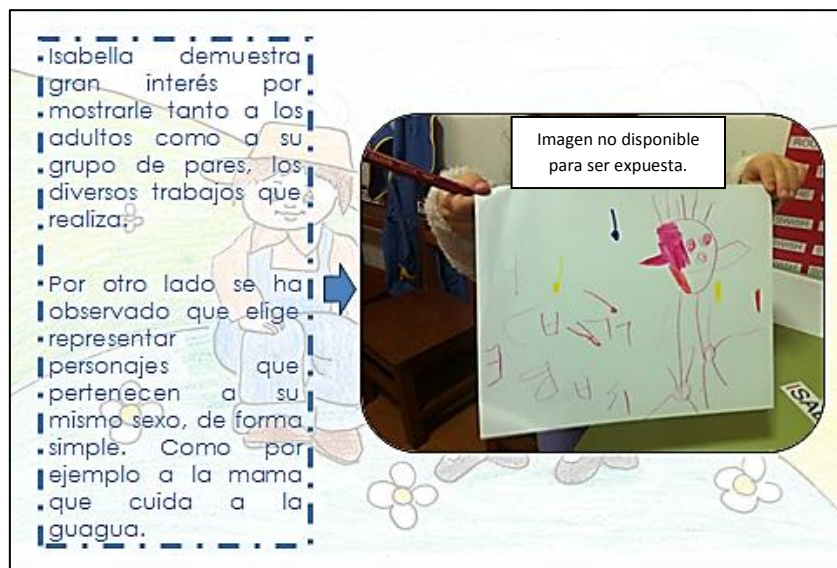 Isabella demuestra
gran interés por
mostrarle tanto a los
adultos como a su
grupo de pares, los
diversos trabajos que
realiza.
Por otro lado se ha
observado que elige
representar
personajes que
pertenecen a su
mismo sexo, de forma
simple. Como por
ejemplo a la mama
que cuida a la
guagua.
Imagen no disponible
para ser expuesta.